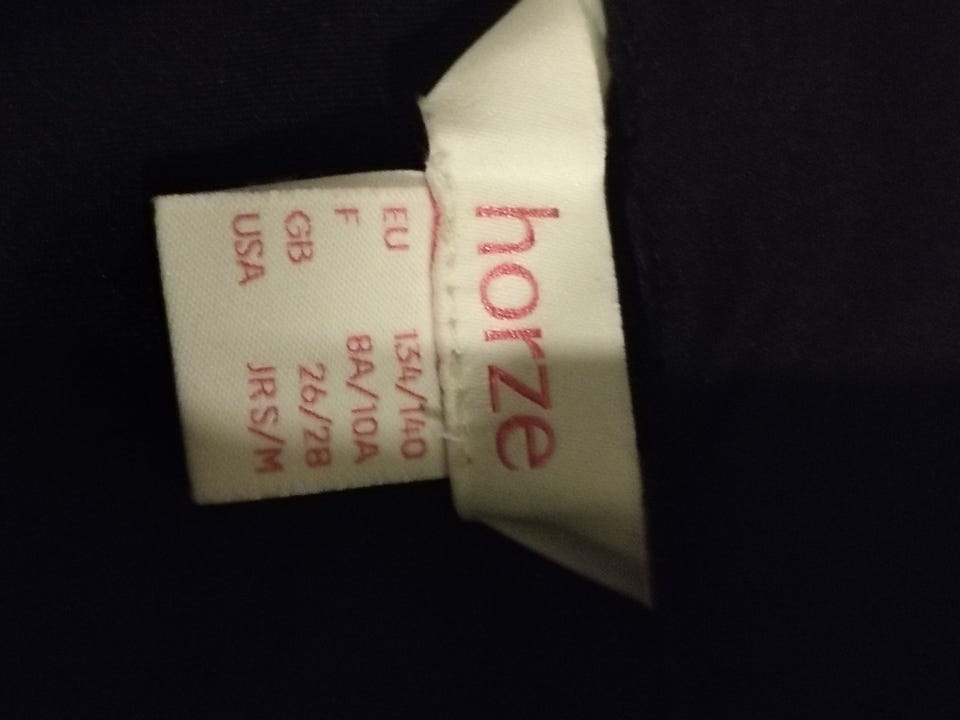 horze
EU 134/140
F 8A/10A
GB 26/28
USA JR S/M